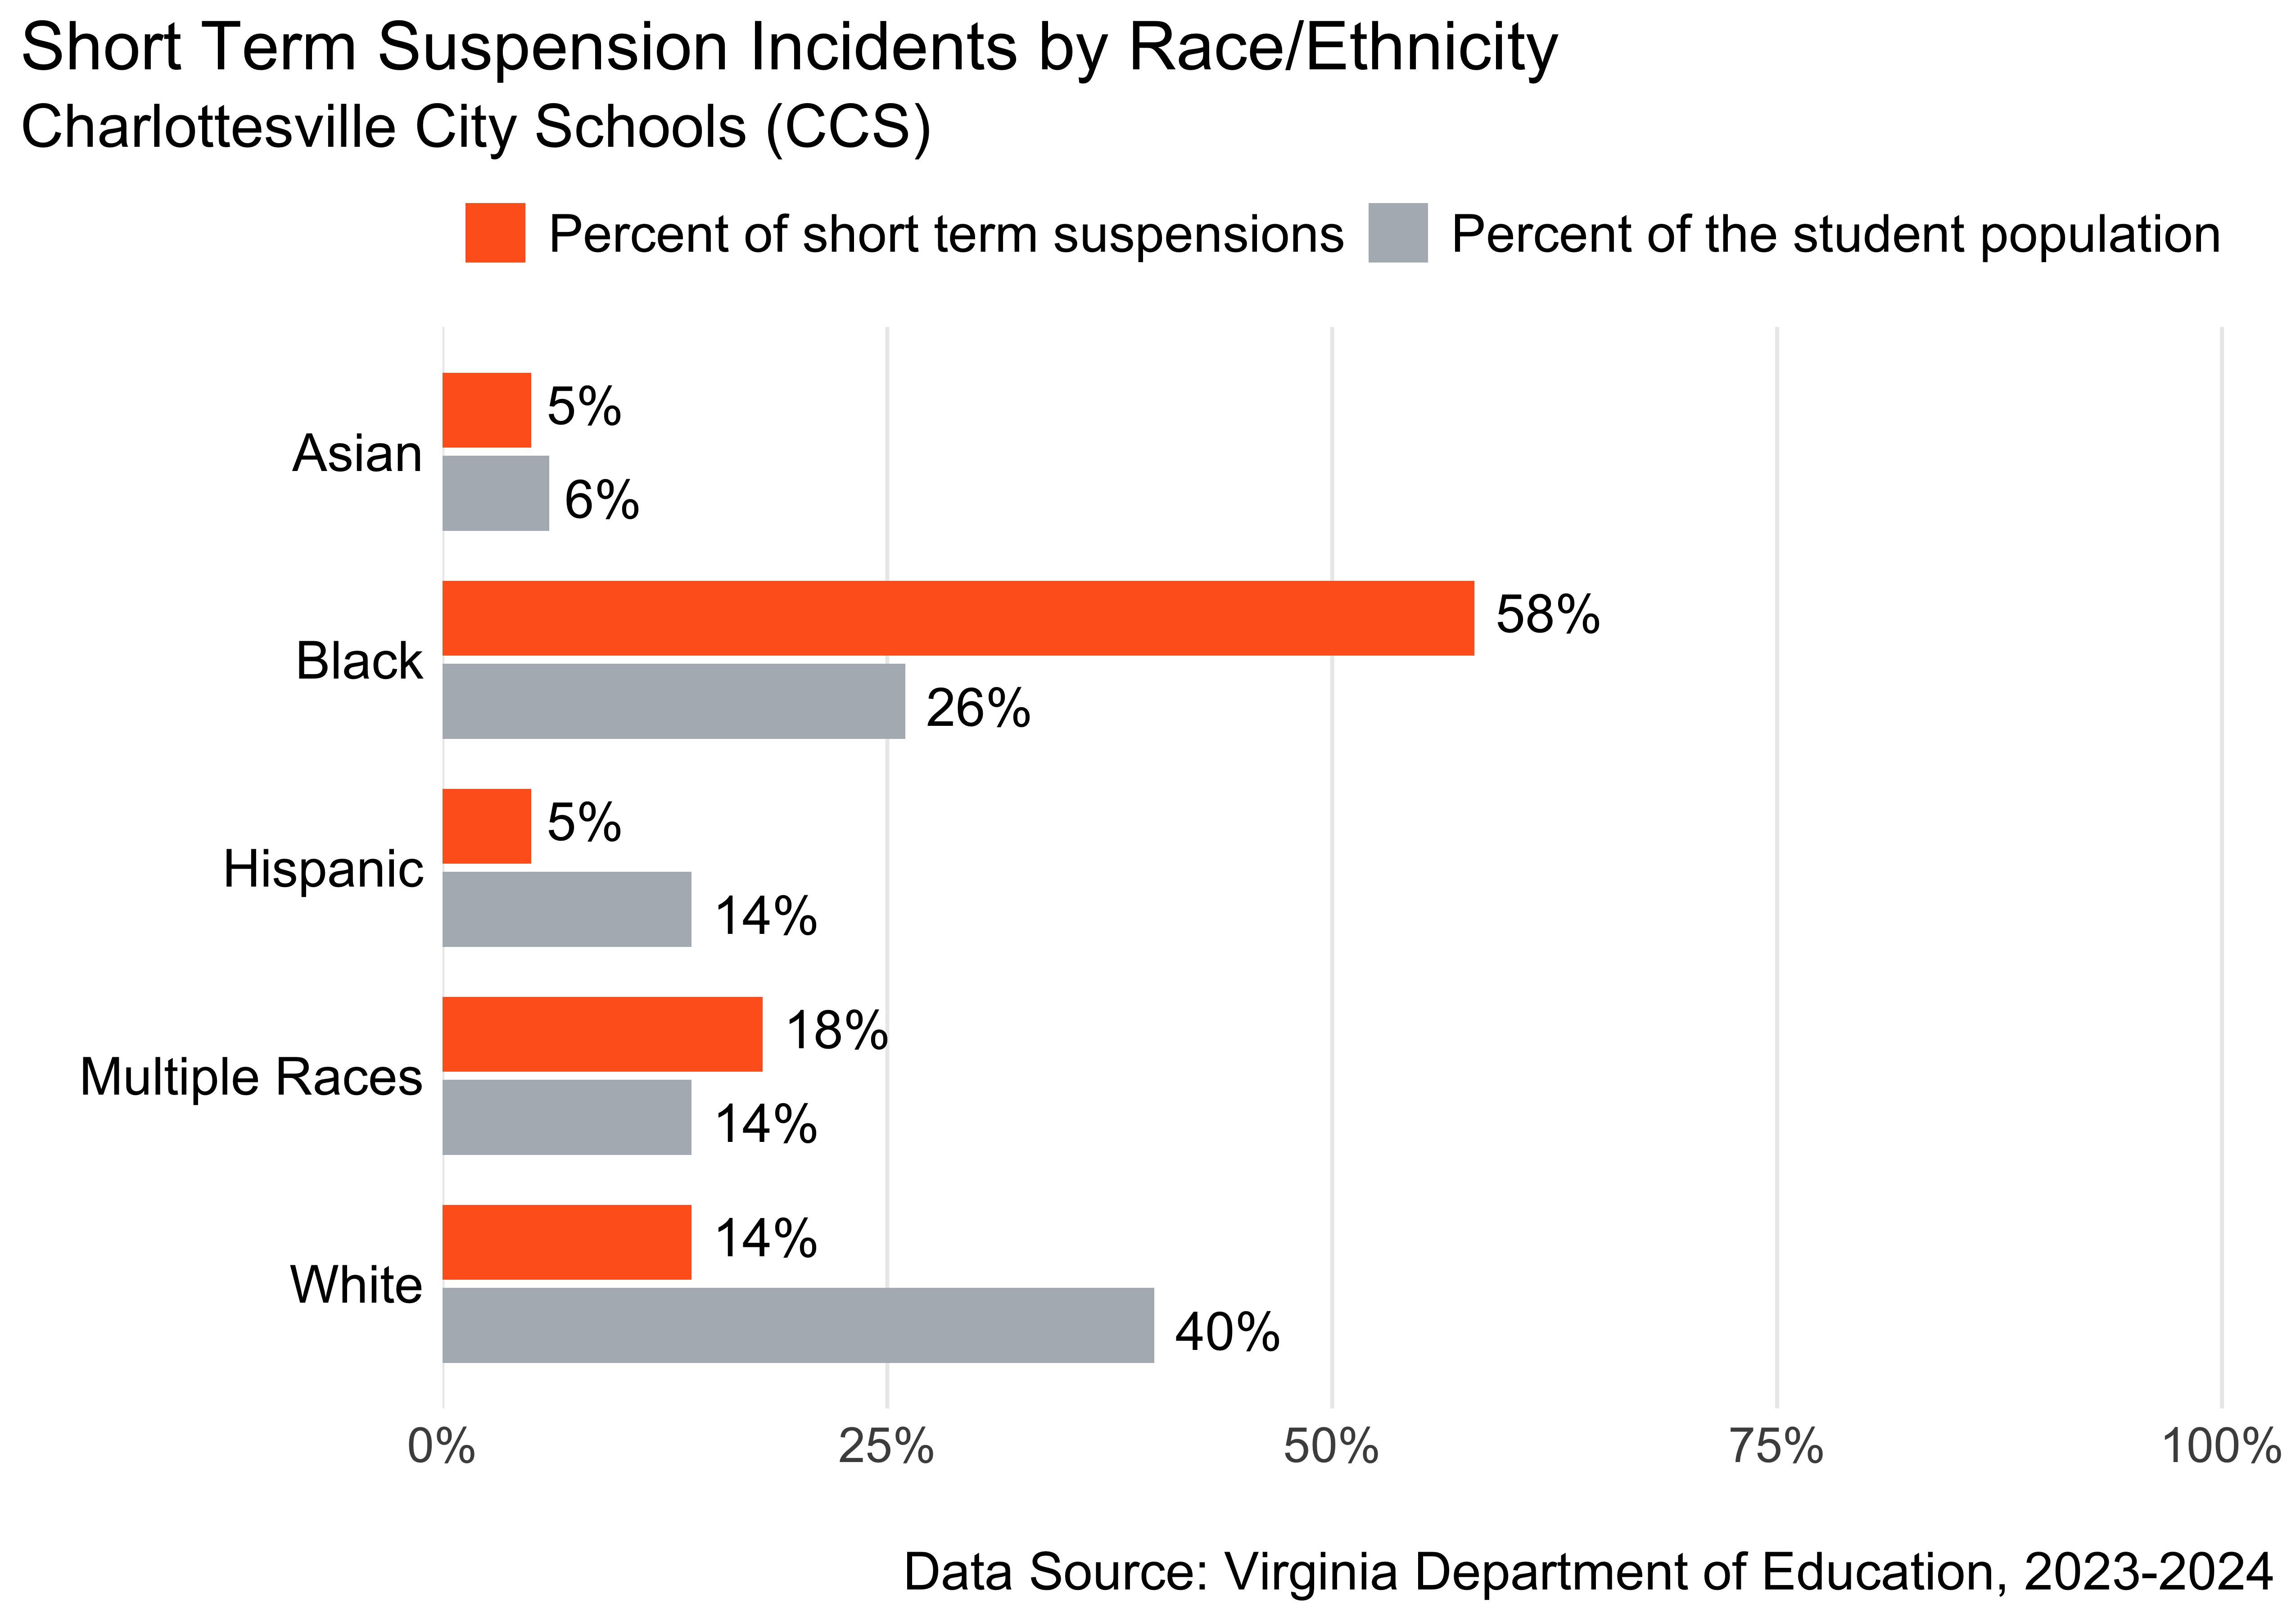 Short Term Suspension Incidents by Race/Ethnicity
Charlottesville City Schools (CCS)
Percent of short term suspensions Percent of the student population
Asian
5%
6%
Black
58%
26%
Hispanic
5%
14%
Multiple Races
18%
14%
White
14%
40%
0% 25% 50% 75% 100%
Data Source: Virginia Department of Education, 2023-2024